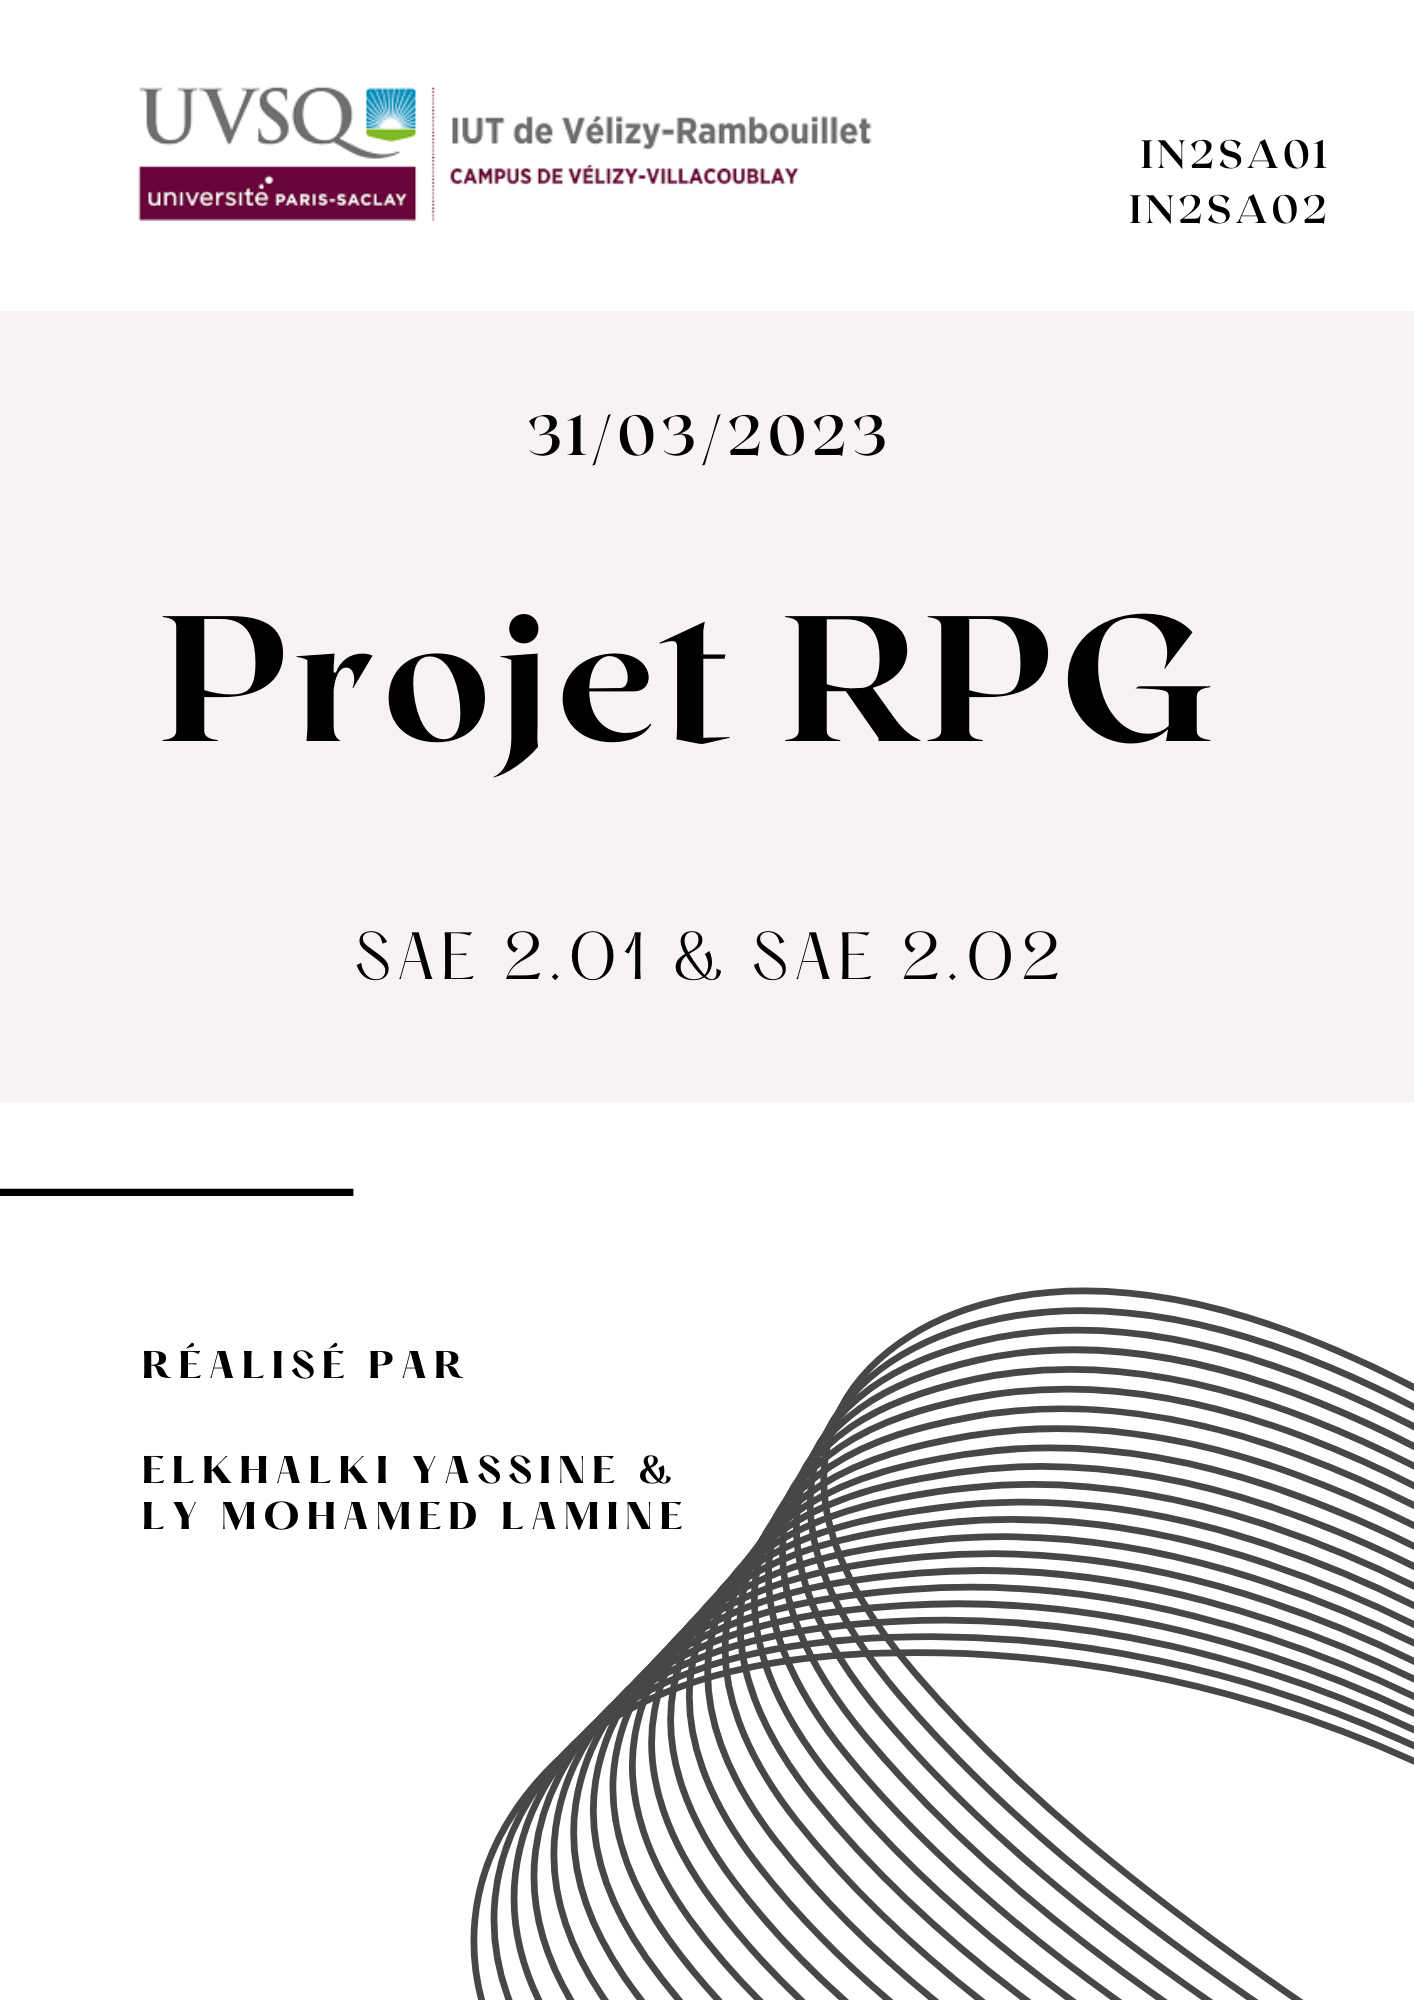 UVSQ
université PARIS-SACLAY
IUT de Vélizy-Rambouillet
CAMPUS DE VÉLIZY-VILLACOUBLAY
IN2SA01
IN2SA02
31/03/2023
Projet RPG
SAE 2.01 & SAE 2.02
RÉALISÉ PAR
ELKHALKI YASSINE &
LY MOHAMED LAMINE